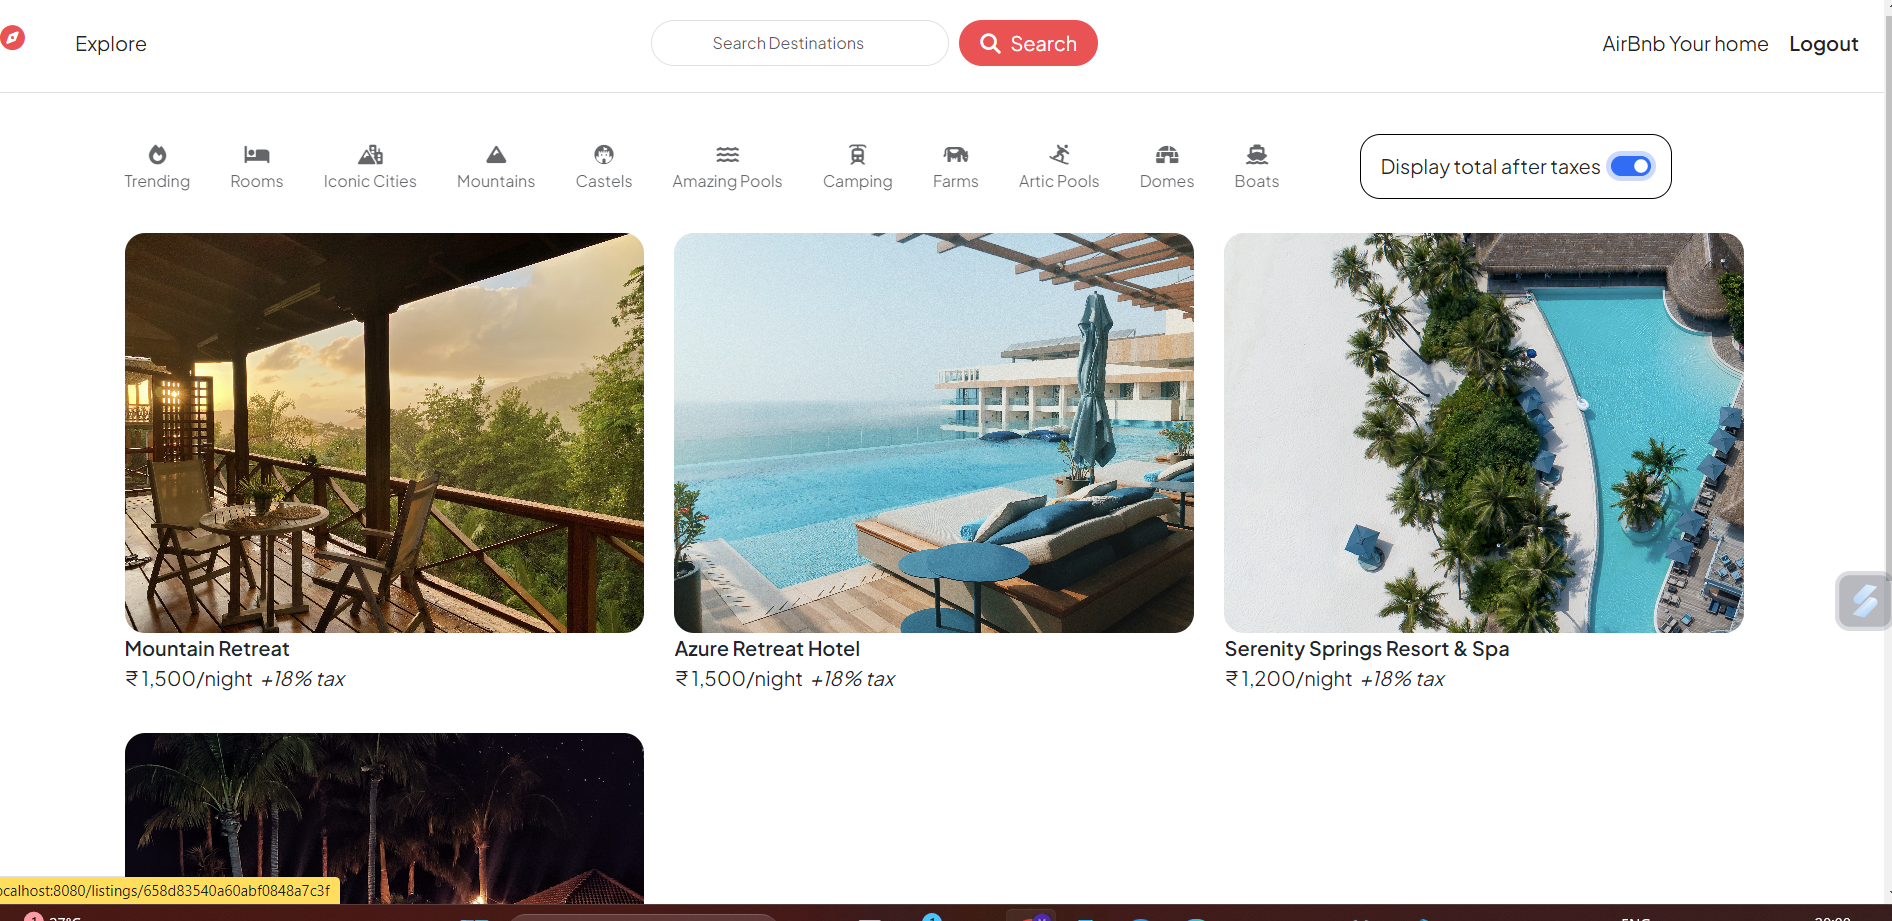 Explore
Search Destinations
Search
AirBnb Your home
Logout
Trending
Rooms
Iconic Cities
Mountains
Castels
Amazing Pools
Camping
Farms
Artic Pools
Domes
Boats
Display total after taxes
Mountain Retreat
₹1,500/night +18% tax
Azure Retreat Hotel
₹1,500/night +18% tax
Serenity Springs Resort & Spa
₹1,200/night +18% tax
ocalhost:8080/listings/658d83540a60abf0848a7c3f